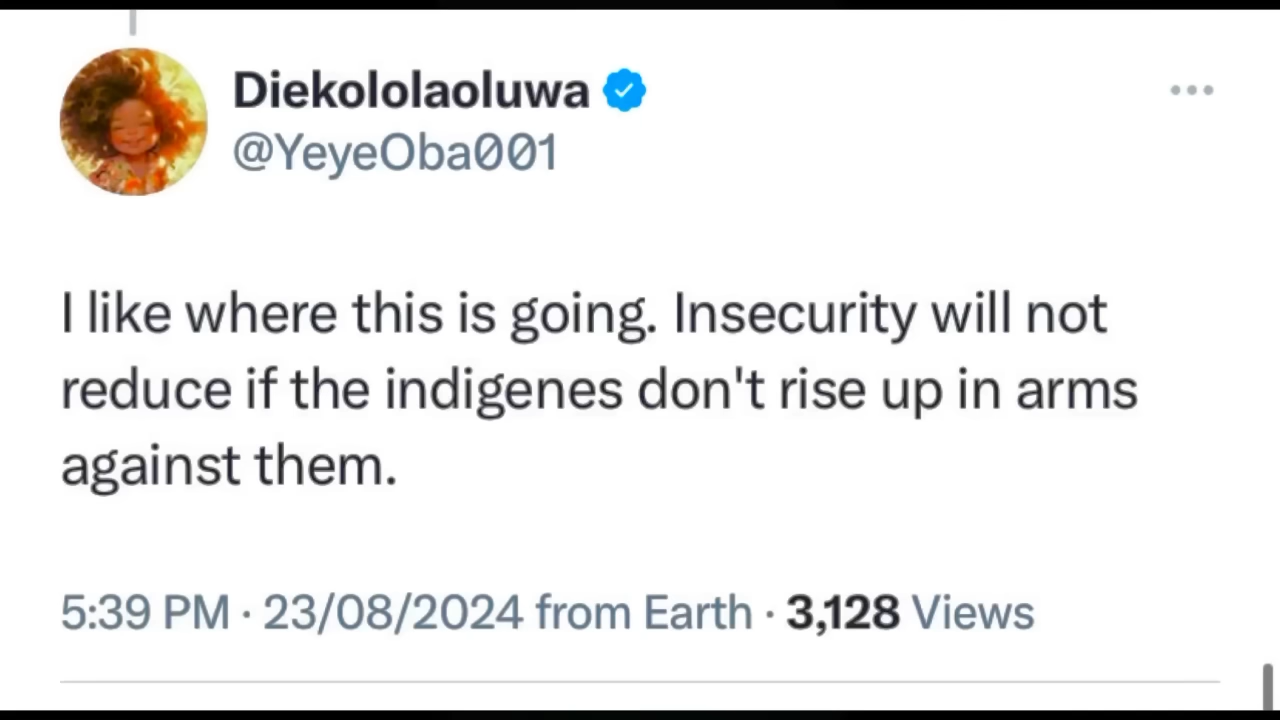 Diekololaoluwa
@YeyeOba001
I like where this is going. Insecurity will not
reduce if the indigenes don't rise up in arms
against them.
5:39 PM · 23/08/2024 from Earth · 3,128 Views